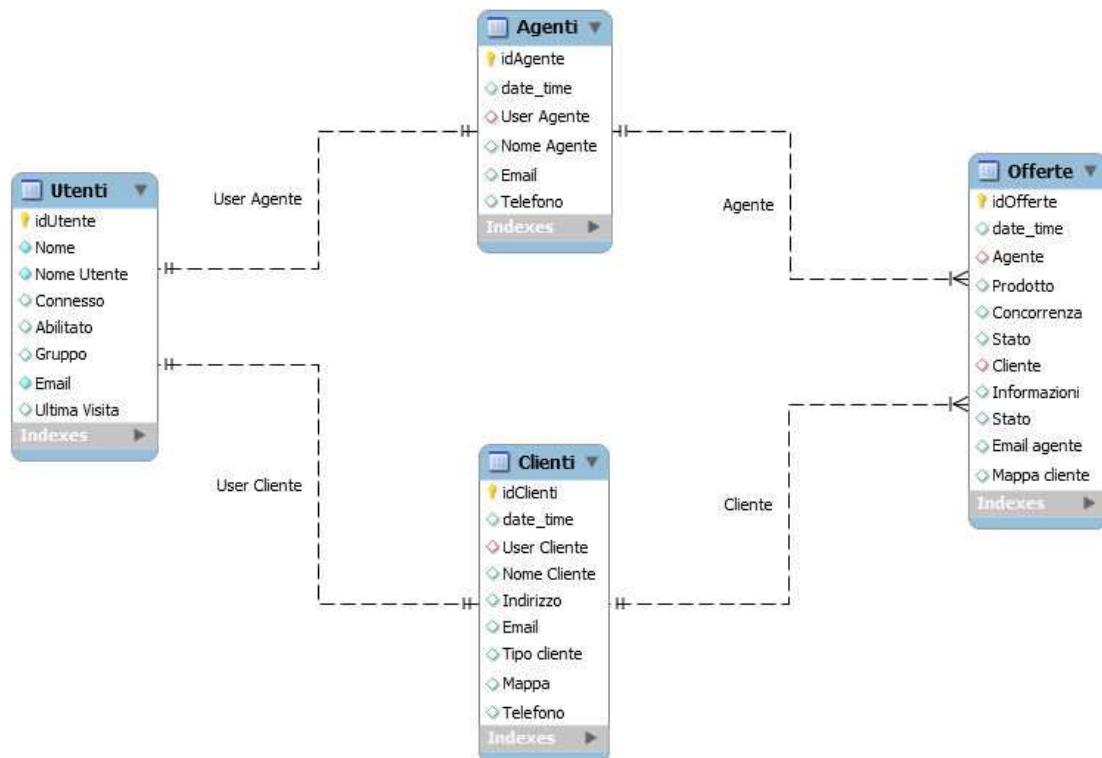 Agenti
idAgente
date_time
User Agente
Nome Agente
Email
Telefono
Indexes
Utenti
idUtente
Nome
Nome Utente
Connesso
Abilitato
Gruppo
Email
Ultima Visita
Indexes
User Agente
Agente
Offerte
idOfferte
date_time
Agente
Prodotto
Concorrenza
Stato
Cliente
Informazioni
Stato
Email agente
Mappa cliente
Indexes
User Cliente
Cliente
Clienti
idClienti
date_time
User Cliente
Nome Cliente
Indirizzo
Email
Tipo cliente
Mappa
Telefono
Indexes